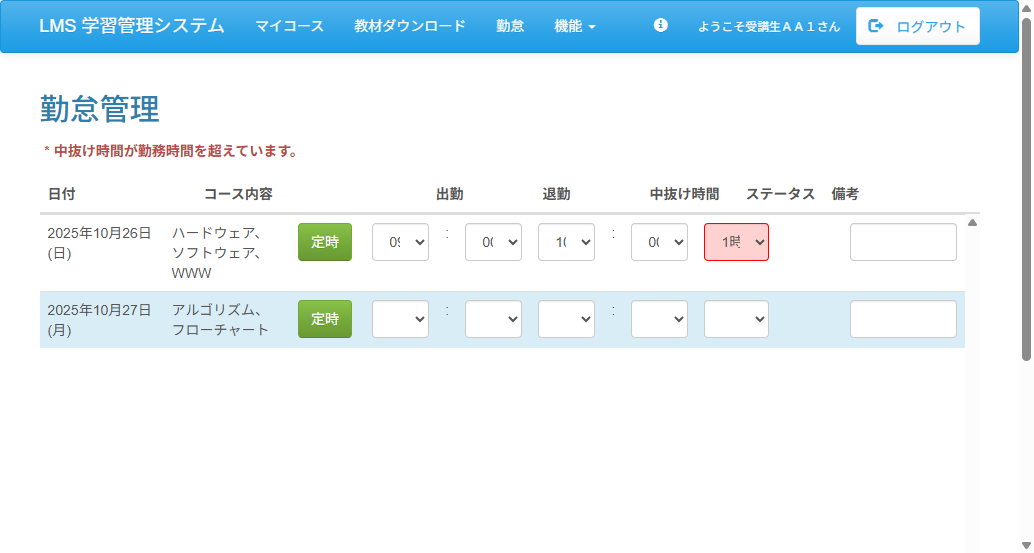 LMS 学習管理システム マイコース 教材ダウンロード 勤怠 機能 ようこそ受講生ＡＡ１さん ログアウト
勤怠管理
* 中抜け時間が勤務時間を超えています。
日付 コース内容 出勤 退勤 中抜け時間 ステータス 備考
2025年10月26日(日) ハードウェア、ソフトウェア、WWW 定時 : 00 : 00 1時
2025年10月27日(月) アルゴリズム、フローチャート 定時 : :